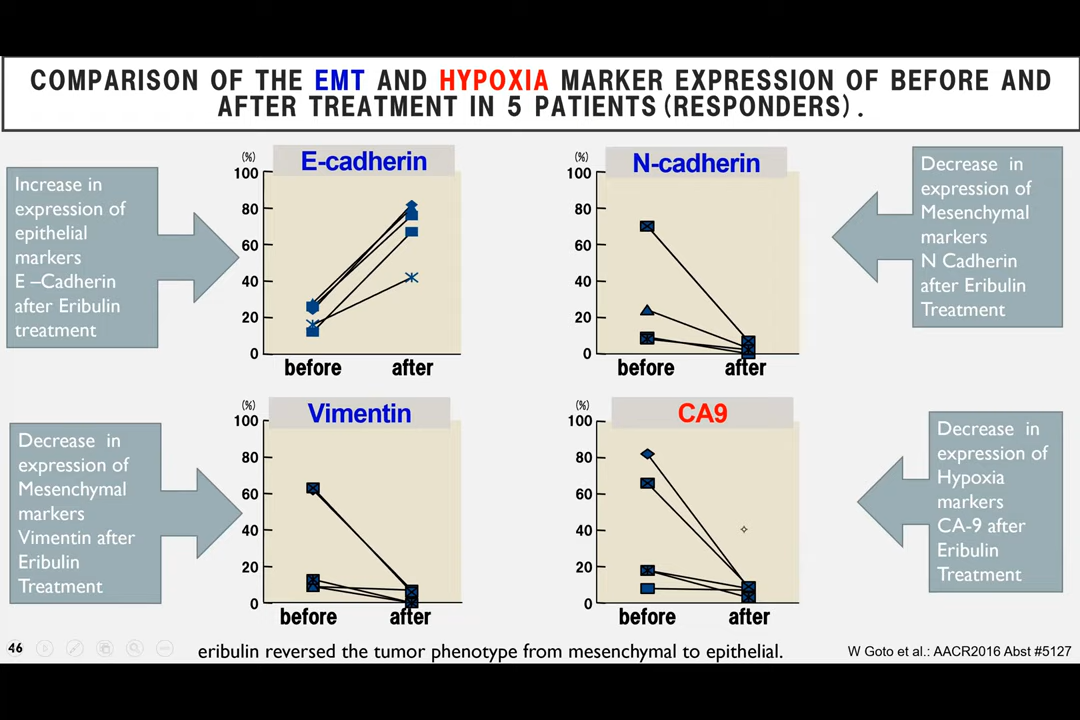 COMPARISON OF THE EMT AND HYPOXIA MARKER EXPRESSION OF BEFORE AND
AFTER TREATMENT IN 5 PATIENTS(RESPONDERS).
Increase in
expression of
epithelial
markers
E –Cadherin
after Eribulin
treatment
(%)
E-cadherin
100
80
60
40
20
0
before after
(%)
N-cadherin
100
80
60
40
20
0
before after
Decrease in
expression of
Mesenchymal
markers
N Cadherin
after Eribulin
Treatment
Decrease in
expression of
Mesenchymal
markers
Vimentin after
Eribulin
Treatment
(%)
Vimentin
100
80
60
40
20
0
before after
(%)
CA9
100
80
60
40
20
0
before after
Decrease in
expression of
Hypoxia
markers
CA-9 after
Eribulin
Treatment
46
eribulin reversed the tumor phenotype from mesenchymal to epithelial.
W Goto et al.: AACR2016 Abst #5127